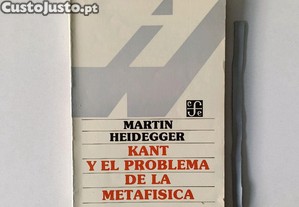 CustoJusto.pt
fce
MARTIN
HEIDEGGER
KANT
Y EL PROBLEMA
DE LA
METAFISICA